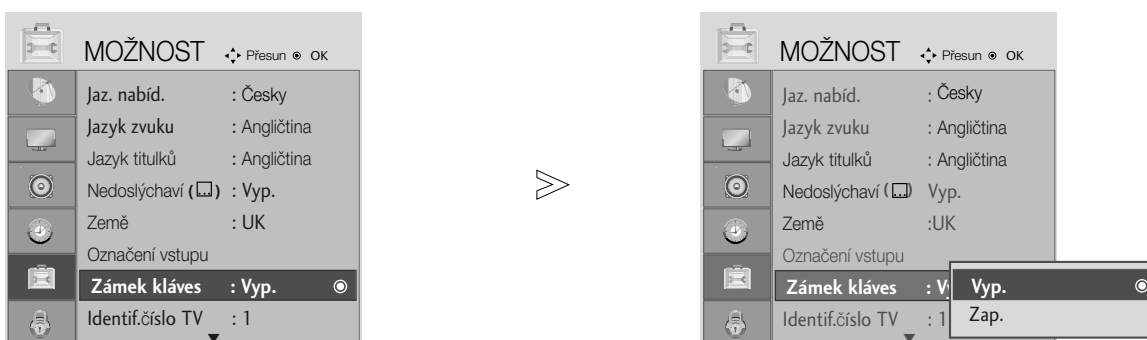 MOŽNOST Přesun OK
Jaz. nabíd. : Česky
Jazyk zvuku : Angličtina
Jazyk titulků : Angličtina
Nedoslýchaví ( ) : Vyp.
Země : UK
Označení vstupu
Zámek kláves : Vyp.
Identif.číslo TV : 1
MOŽNOST Přesun OK
Jaz. nabíd. : Česky
Jazyk zvuku : Angličtina
Jazyk titulků : Angličtina
Nedoslýchaví ( ) Vyp.
Země :UK
Označení vstupu
Zámek kláves : Vy
Vyp.
Identif.číslo TV : 1
Zap.